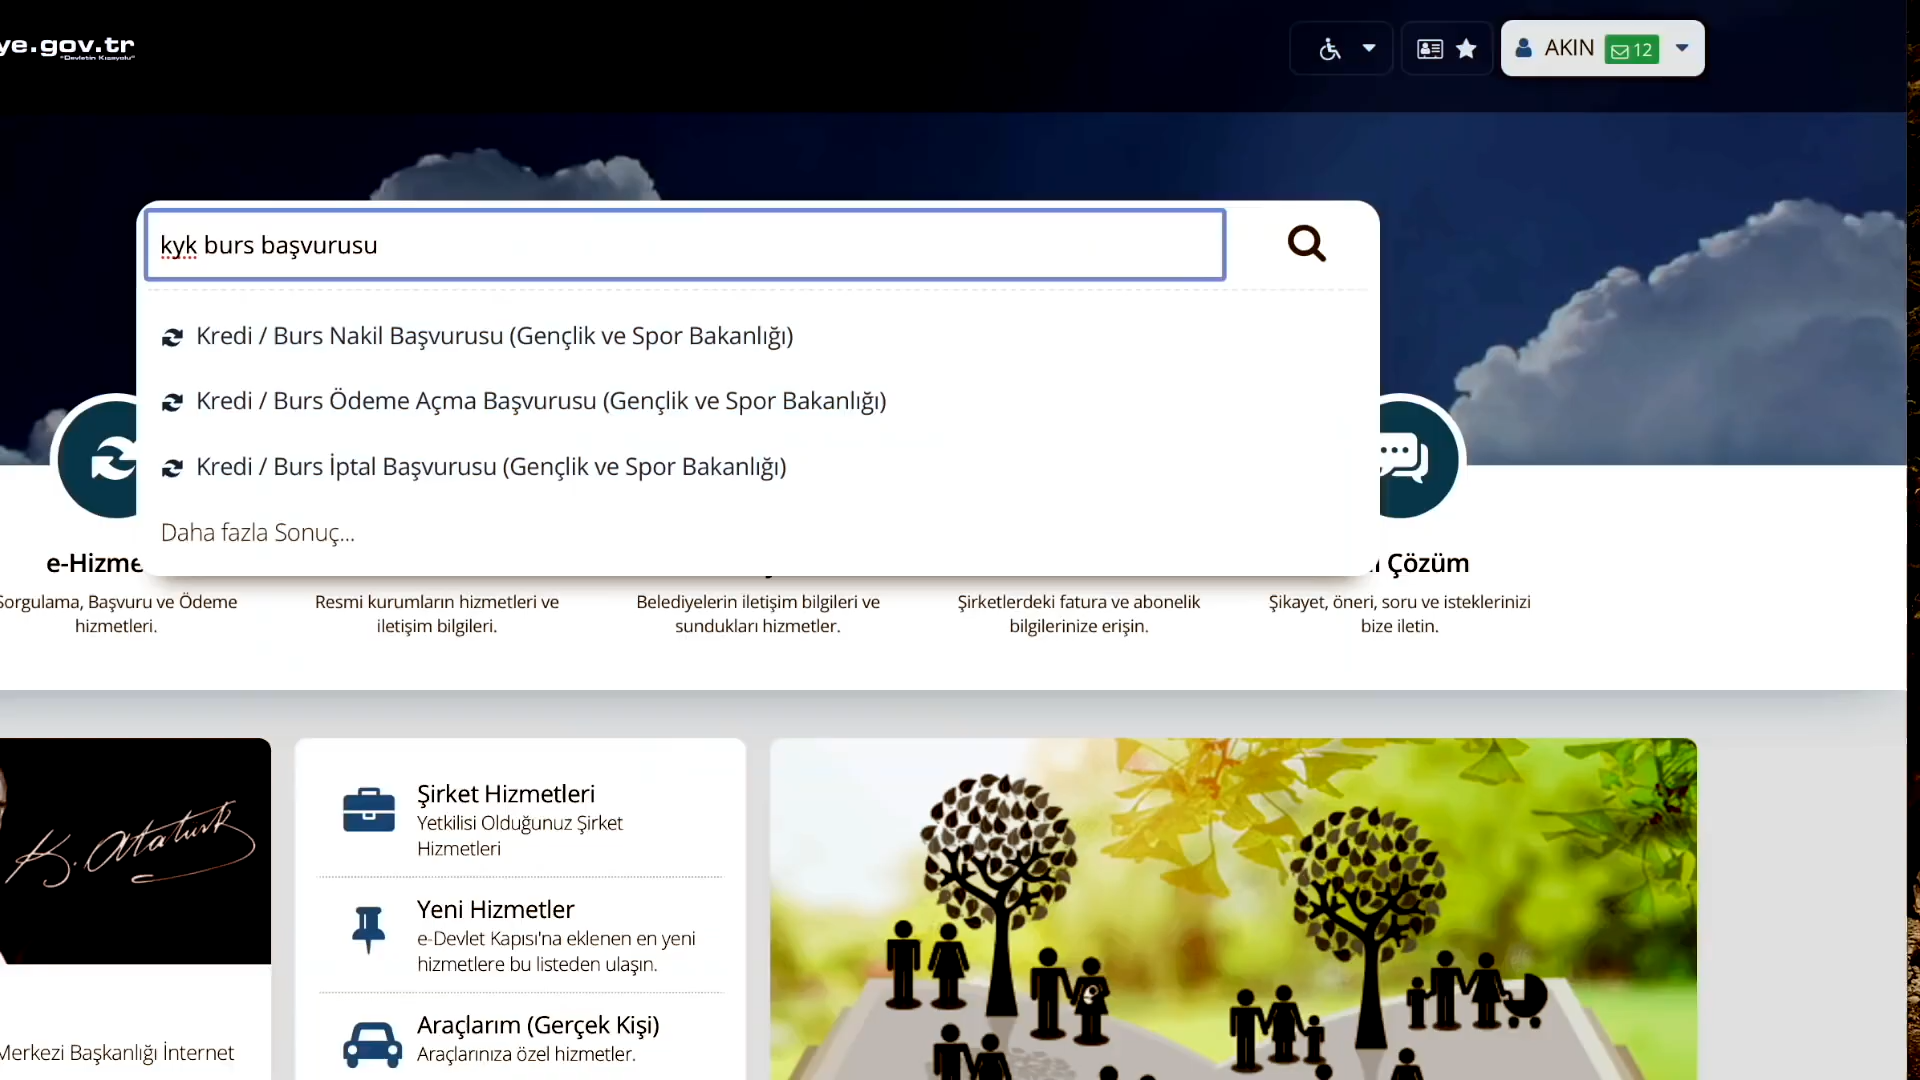 ye.gov.tr
"Devletin Kısayolu"
AKIN 12
kyk burs başvurusu
Kredi / Burs Nakil Başvurusu (Gençlik ve Spor Bakanlığı)
Kredi / Burs Ödeme Açma Başvurusu (Gençlik ve Spor Bakanlığı)
Kredi / Burs İptal Başvurusu (Gençlik ve Spor Bakanlığı)
Daha fazla Sonuç...
e-Hizme
Çözüm
Sorgulama, Başvuru ve Ödeme
hizmetleri.
Resmi kurumların hizmetleri ve
iletişim bilgileri.
Belediyelerin iletişim bilgileri ve
sundukları hizmetler.
Şirketlerdeki fatura ve abonelik
bilgilerinize erişin.
Şikayet, öneri, soru ve isteklerinizi
bize iletin.
K. Atatürk
Şirket Hizmetleri
Yetkilisi Olduğunuz Şirket
Hizmetleri
Yeni Hizmetler
e-Devlet Kapısı'na eklenen en yeni
hizmetlere bu listeden ulaşın.
Araçlarım (Gerçek Kişi)
Araçlarınıza özel hizmetler.
Merkezi Başkanlığı İnternet